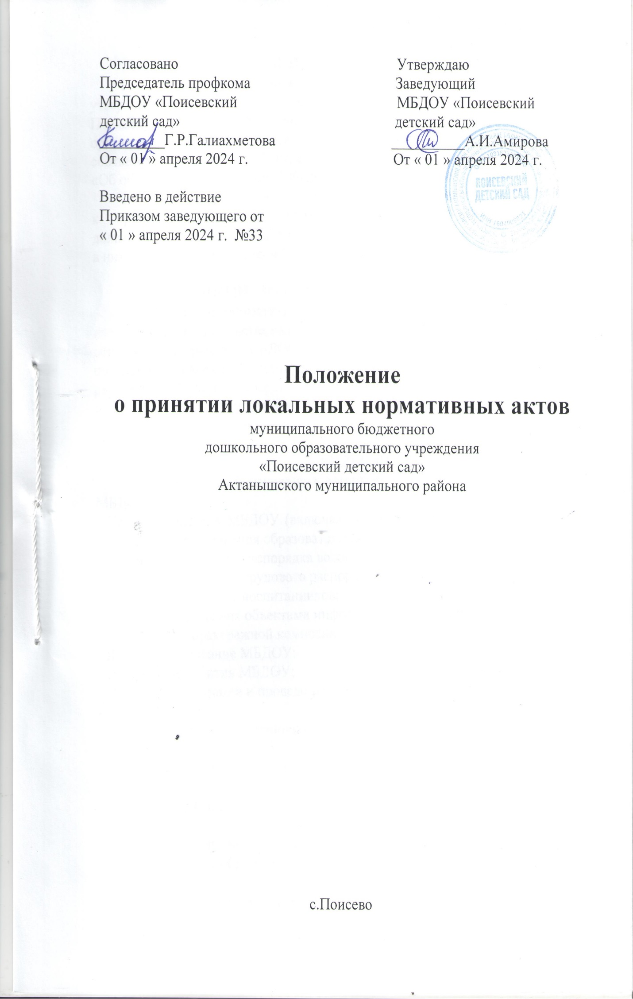 Согласовано
Председатель профкома
МБДОУ «Поисевский
детский сад»
Г.Р.Галиахметова
От « 01 » апреля 2024 г.
Введено в действие
Приказом заведующего от
« 01 » апреля 2024 г. №33
Утверждаю
Заведующий
МБДОУ «Поисевский
детский сад»
А.И.Амирова
От « 01 » апреля 2024 г.
ПОИСЕВСКИЙ
ДЕТСКИЙ САД
Положение
о принятии локальных нормативных актов
муниципального бюджетного
дошкольного образовательного учреждения
«Поисевский детский сад»
Актанышского муниципального района
с.Поисево